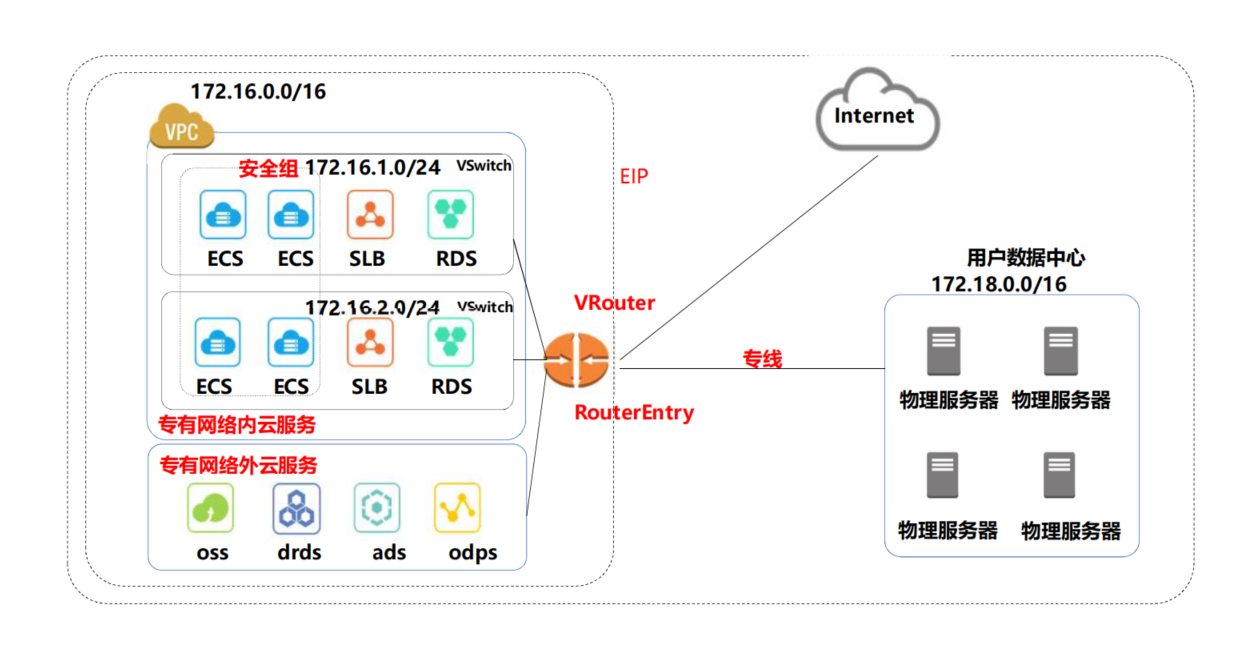 172.16.0.0/16
VPC
安全组 172.16.1.0/24 VSwitch
ECS ECS SLB RDS
172.16.2.0/24 VSwitch
ECS ECS SLB RDS
专有网络内云服务
专有网络外云服务
oss drds ads odps
EIP
VRouter
RouterEntry
Internet
专线
用户数据中心
172.18.0.0/16
物理服务器 物理服务器
物理服务器 物理服务器